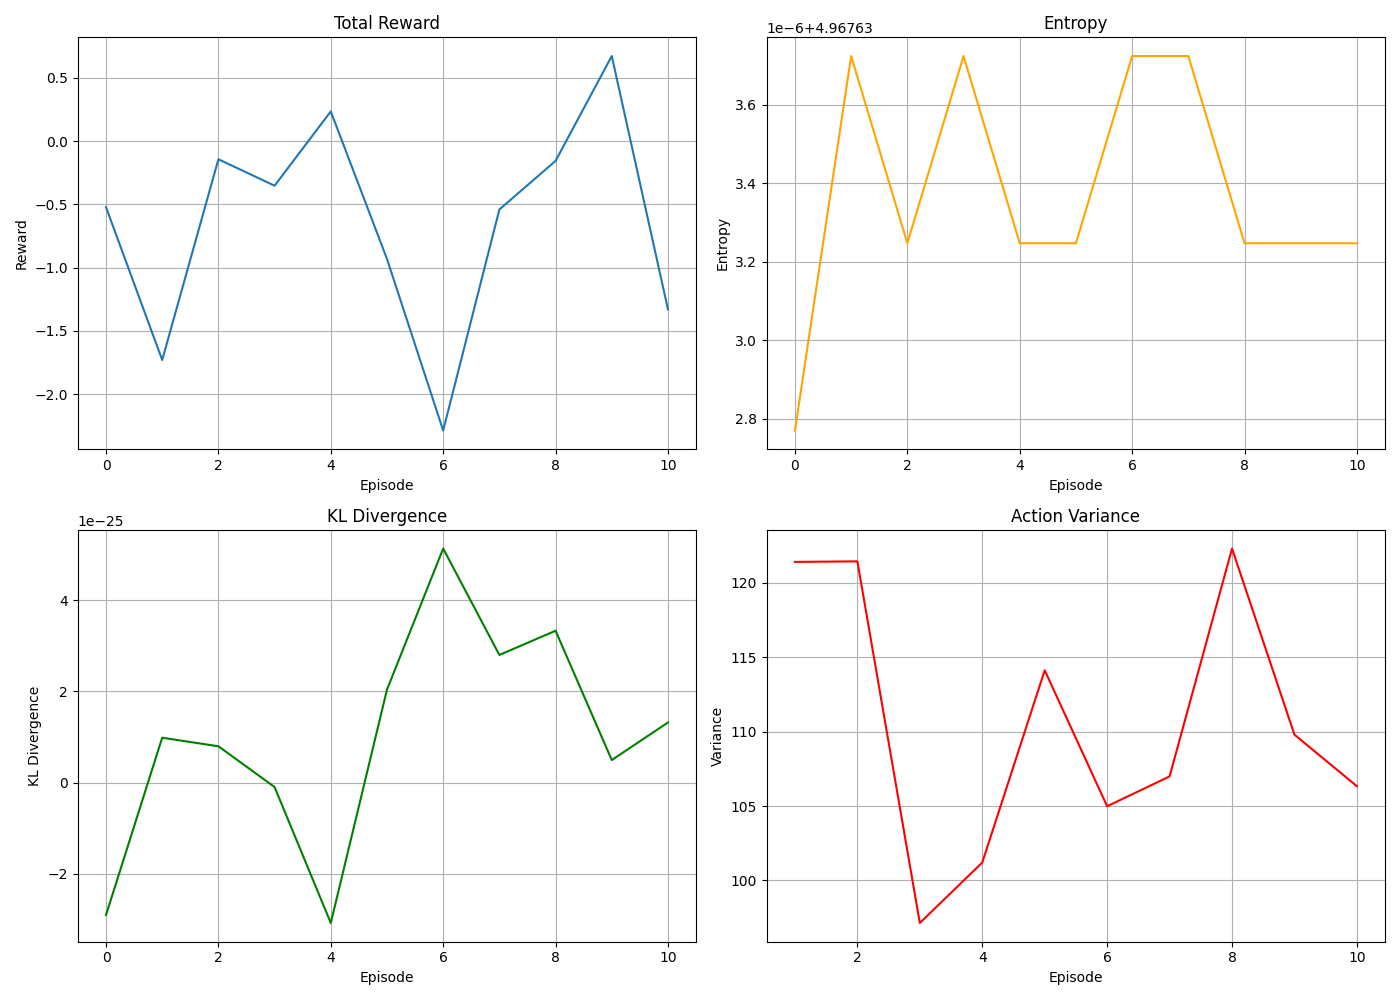 Total Reward
Reward
0.5
0.0
−0.5
−1.0
−1.5
−2.0
0 2 4 6 8 10
Episode
Entropy
1e−6+4.96763
Entropy
3.6
3.4
3.2
3.0
2.8
0 2 4 6 8 10
Episode
KL Divergence
1e−25
KL Divergence
4
2
0
−2
0 2 4 6 8 10
Episode
Action Variance
Variance
120
115
110
105
100
2 4 6 8 10
Episode